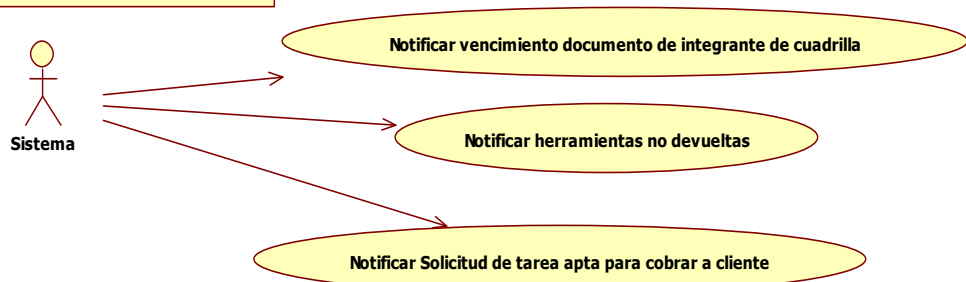 Notificar vencimiento documento de integrante de cuadrilla
Sistema
Notificar herramientas no devueltas
Notificar Solicitud de tarea apta para cobrar a cliente